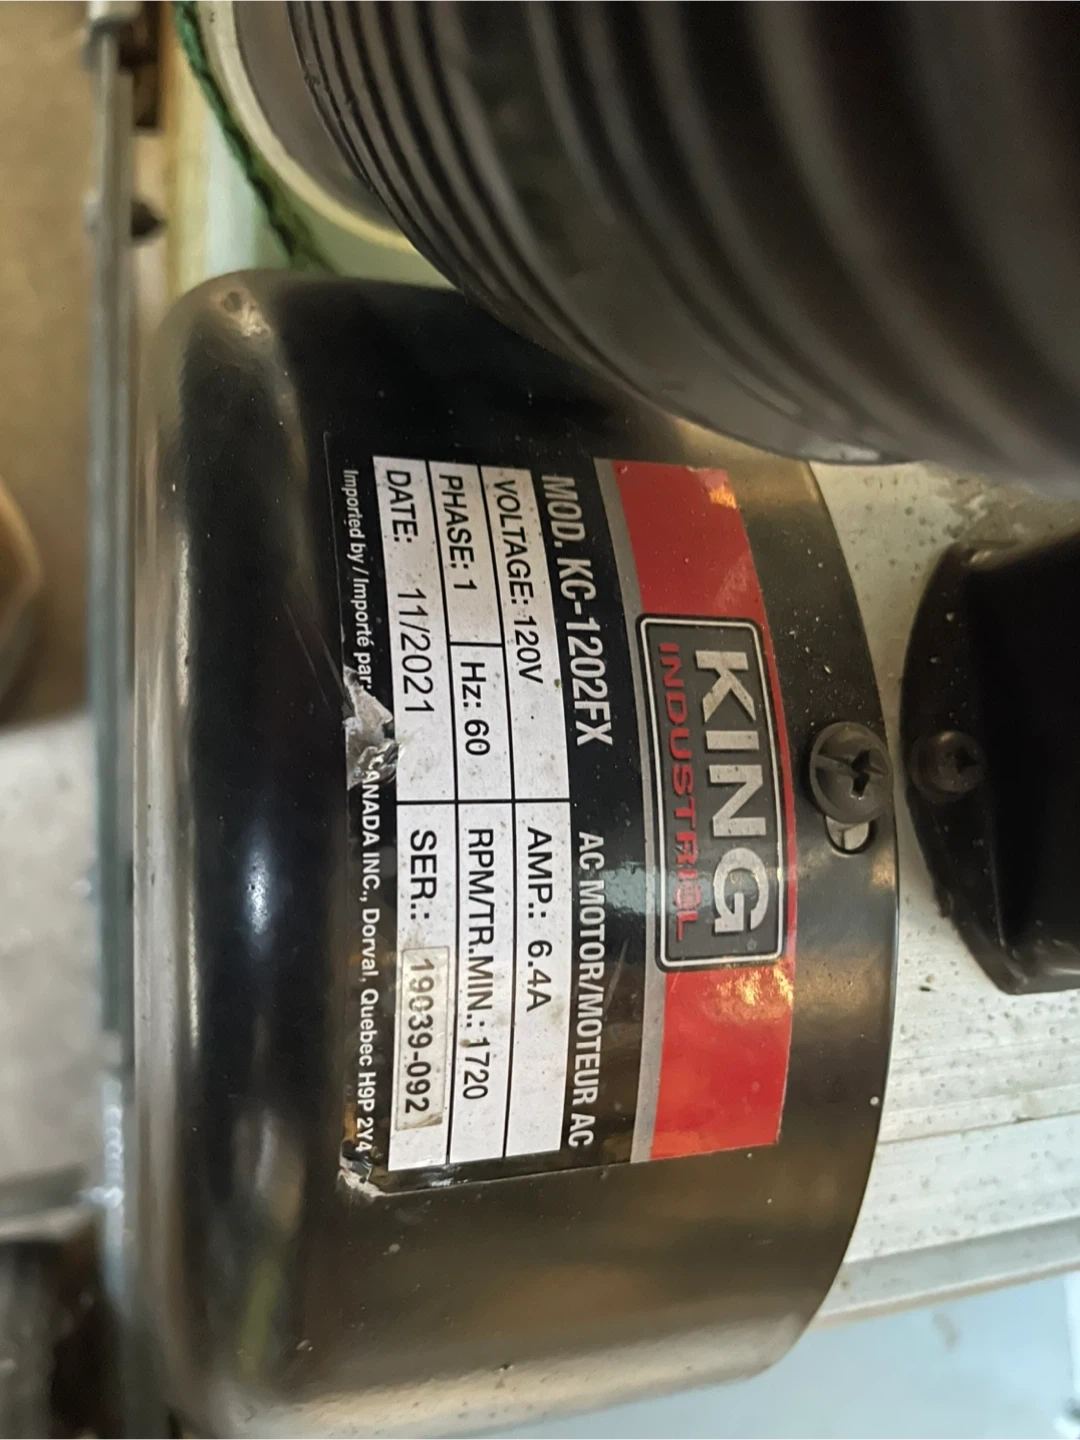 KING
INDUSTRIAL
MOD. KC-1202FX AC MOTOR/MOTEUR AC
VOLTAGE: 120V AMP.: 6.4A
PHASE: 1 Hz: 60 RPM/TR.MIN.: 1720
DATE: 11/2021 SER.: 19039-092
Imported by / Importé par: CANADA INC., Dorval, Quebec H9P 2Y4